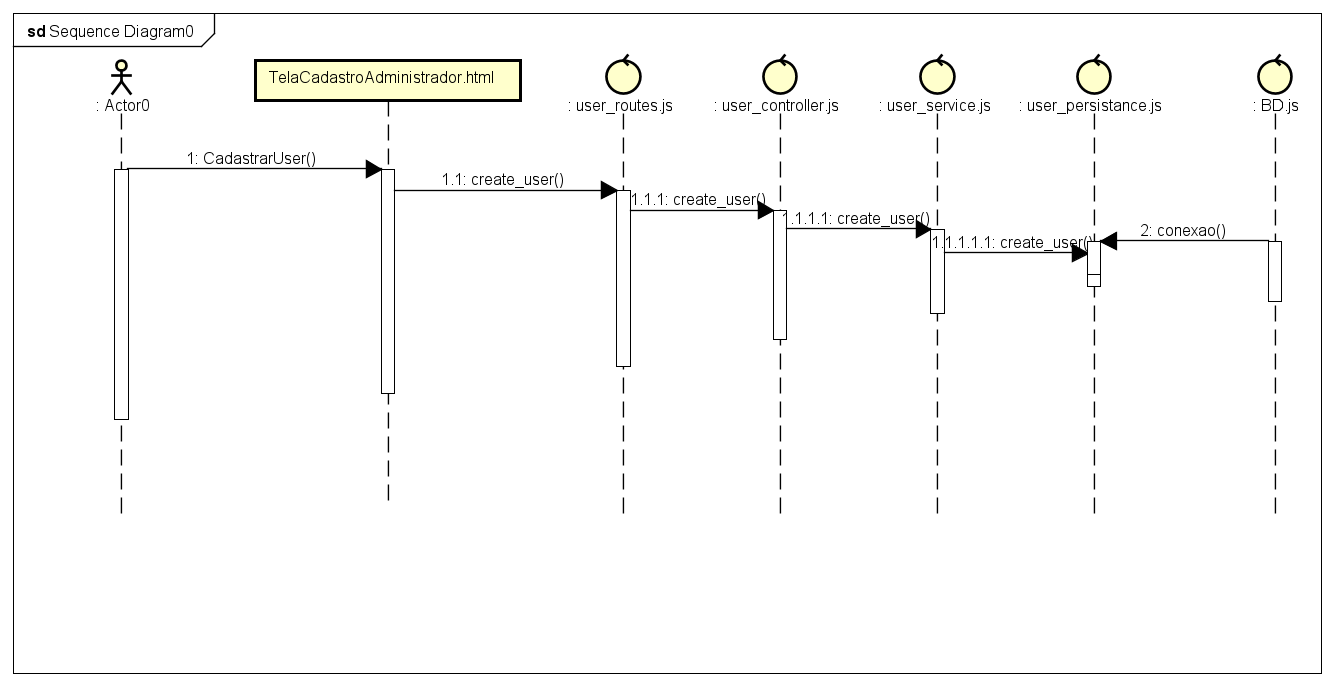 sd Sequence Diagram0
TelaCadastroAdministrador.html
: Actor0
: user_routes.js
: user_controller.js
: user_service.js
: user_persistance.js
: BD.js
1: CadastrarUser()
1.1: create_user()
1.1.1: create_user()
1.1.1.1: create_user()
1.1.1.1.1: create_user()
2: conexao()